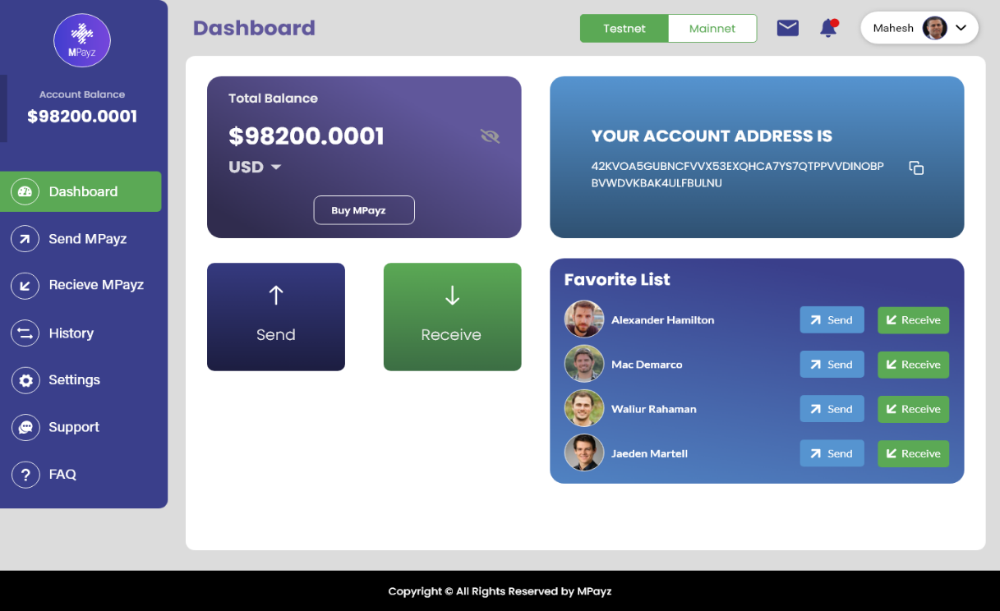 MPayz
Account Balance
$98200.0001
Dashboard
Send MPayz
Recieve MPayz
History
Settings
Support
FAQ
Dashboard
Testnet
Mainnet
Mahesh
Total Balance
$98200.0001
USD
Buy MPayz
YOUR ACCOUNT ADDRESS IS
42KVOA5GUBNCFVVX53EXQHCA7YS7QTPPVVDINOBP
BVWDVKBAK4ULFBULNU
Send
Receive
Favorite List
Alexander Hamilton
Send
Receive
Mac Demarco
Send
Receive
Waliur Rahaman
Send
Receive
Jaeden Martell
Send
Receive
Copyright © All Rights Reserved by MPayz